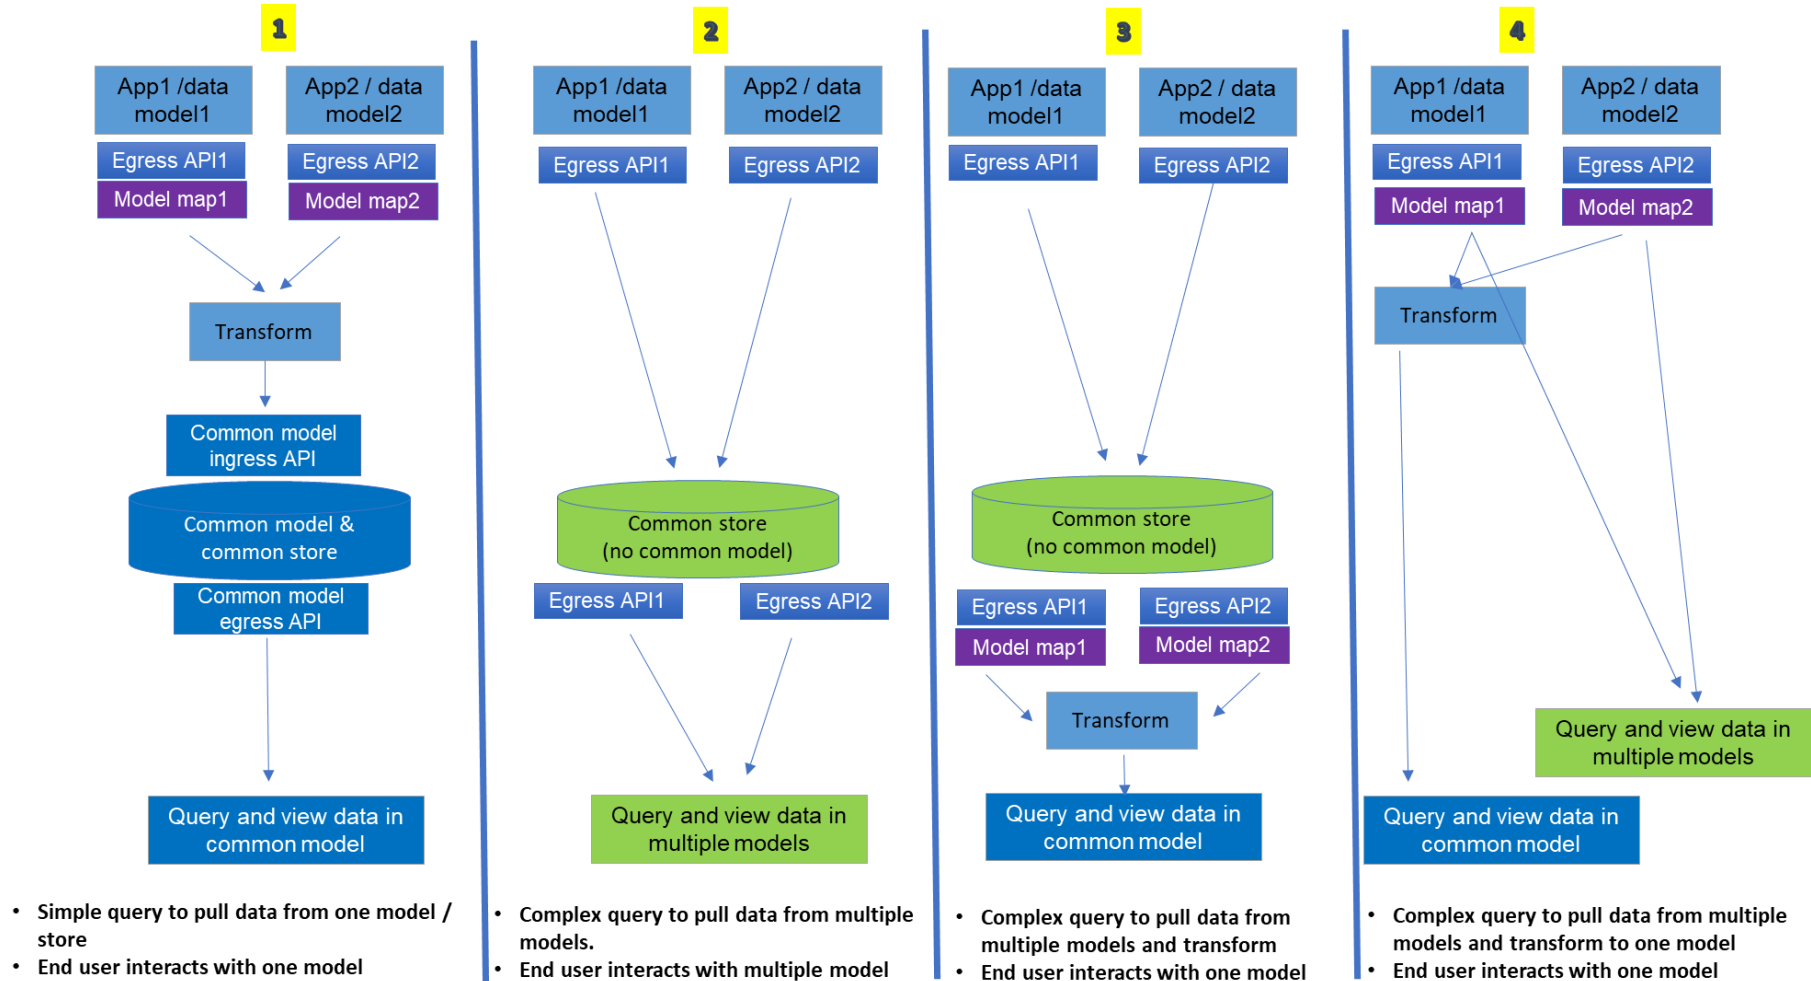 1
App1 /data
model1
App2 / data
model2
Egress API1
Egress API2
Model map1
Model map2
Transform
Common model
ingress API
Common model &
common store
Common model
egress API
Query and view data in
common model
• Simple query to pull data from one model /
store
• End user interacts with one model
2
App1 /data
model1
App2 / data
model2
Egress API1
Egress API2
Common store
(no common model)
Egress API1
Egress API2
Query and view data in
multiple models
• Complex query to pull data from multiple
models.
• End user interacts with multiple model
3
App1 /data
model1
App2 / data
model2
Egress API1
Egress API2
Common store
(no common model)
Egress API1
Egress API2
Model map1
Model map2
Transform
Query and view data in
common model
• Complex query to pull data from
multiple models and transform
• End user interacts with one model
4
App1 /data
model1
App2 / data
model2
Egress API1
Egress API2
Model map1
Model map2
Transform
Query and view data in
multiple models
Query and view data in
common model
• Complex query to pull data from multiple
models and transform to one model
• End user interacts with one model